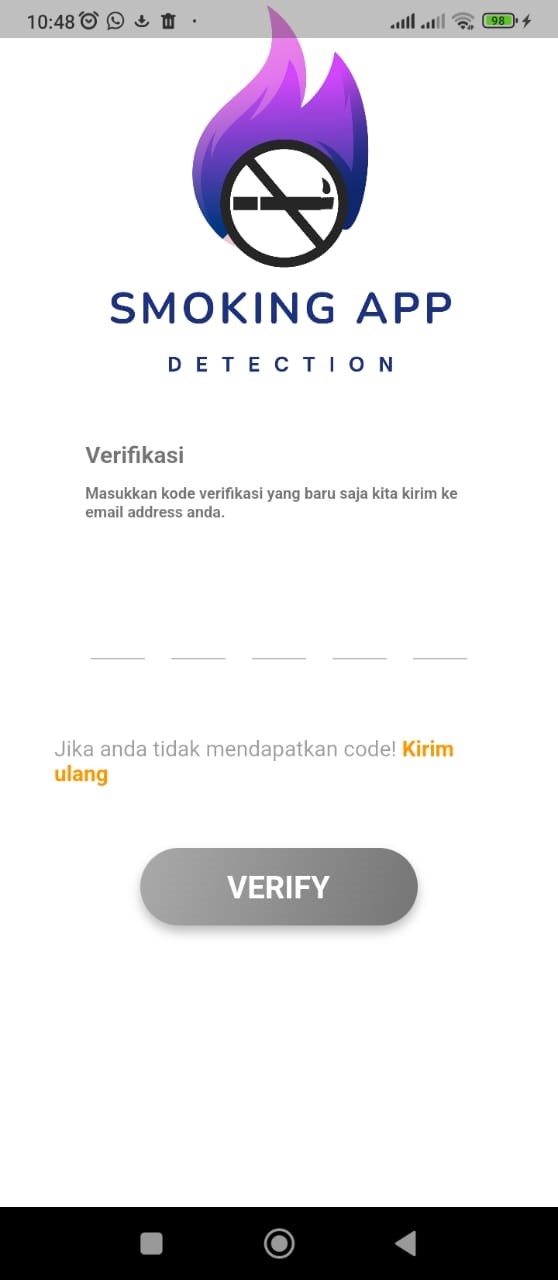 10:48
98
SMOKING APP
DETECTION
Verifikasi
Masukkan kode verifikasi yang baru saja kita kirim ke
email address anda.
Jika anda tidak mendapatkan code! Kirim
ulang
VERIFY